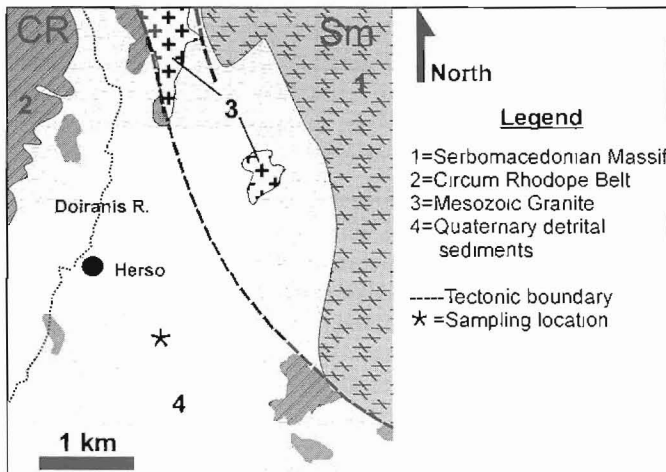 CR
Sm
1
2
3
Doiranis R.
Herso
4
1 km
North
Legend
1=Serbomacedonian Massif
2=Circum Rhodope Belt
3=Mesozoic Granite
4=Quaternary detrital
sediments
-----Tectonic boundary
* =Sampling location